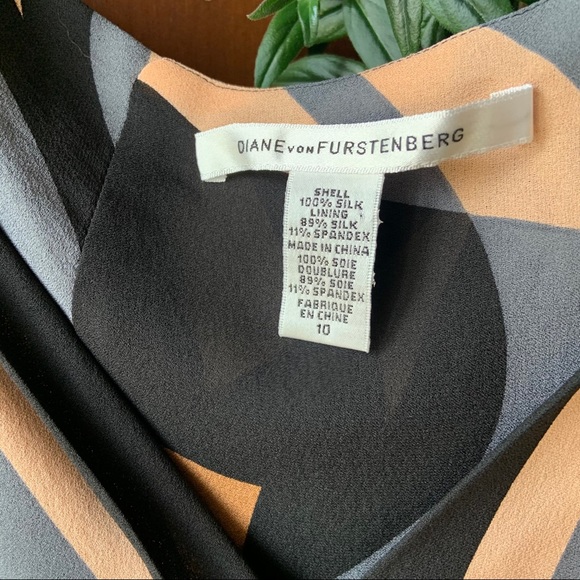 DIANE von FURSTENBERG
SHELL
100% SILK
LINING
89% SILK
11% SPANDEX
MADE IN CHINA
100% SOIE
DOUBLURE
89% SOIE
11% SPANDEX
FABRIQUE
EN CHINE
10